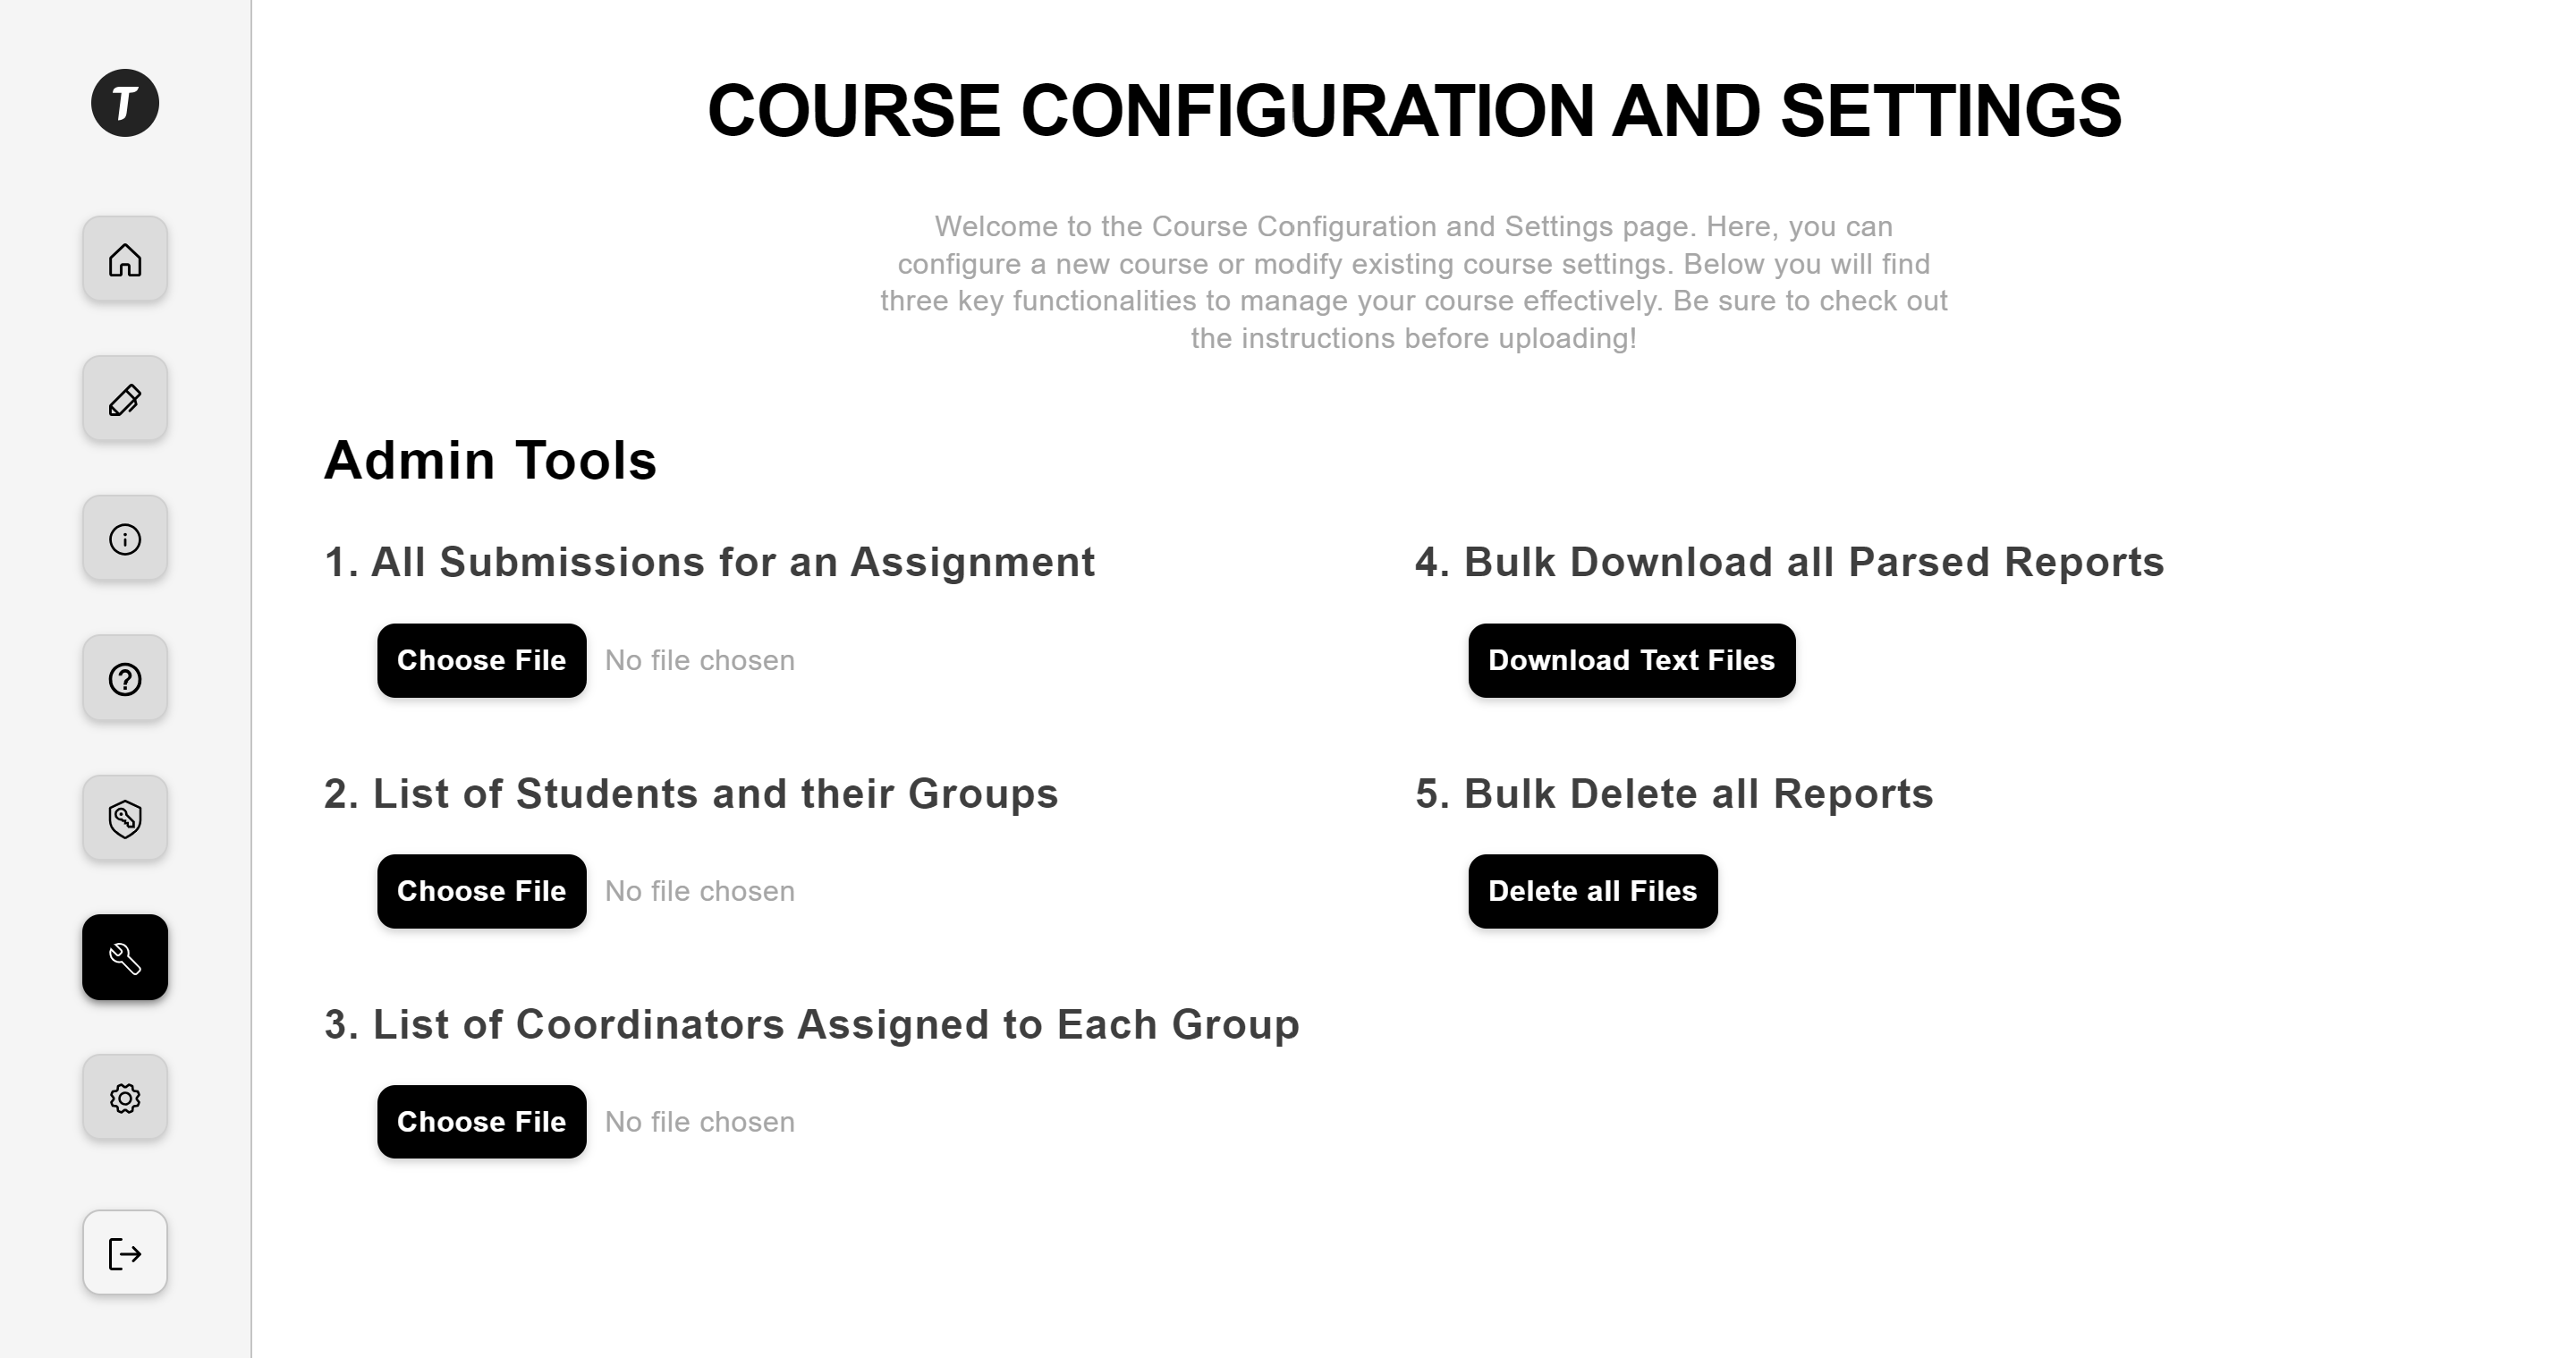 T
COURSE CONFIGURATION AND SETTINGS
Welcome to the Course Configuration and Settings page. Here, you can
configure a new course or modify existing course settings. Below you will find
three key functionalities to manage your course effectively. Be sure to check out
the instructions before uploading!
Admin Tools
1. All Submissions for an Assignment
Choose File No file chosen
2. List of Students and their Groups
Choose File No file chosen
3. List of Coordinators Assigned to Each Group
Choose File No file chosen
4. Bulk Download all Parsed Reports
Download Text Files
5. Bulk Delete all Reports
Delete all Files